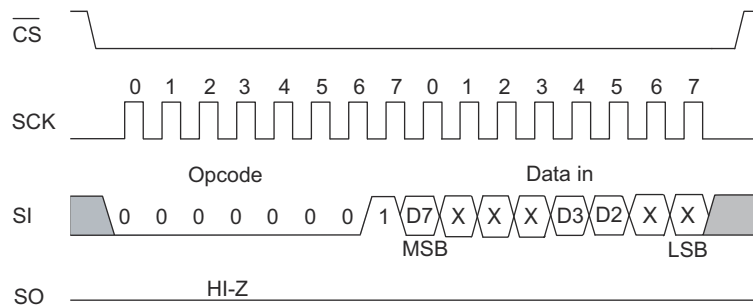 CS
0 1 2 3 4 5 6 7 0 1 2 3 4 5 6 7
SCK
Opcode Data in
SI 0 0 0 0 0 0 0 1 D7 X X X D3 D2 X X
MSB LSB
HI-Z
SO